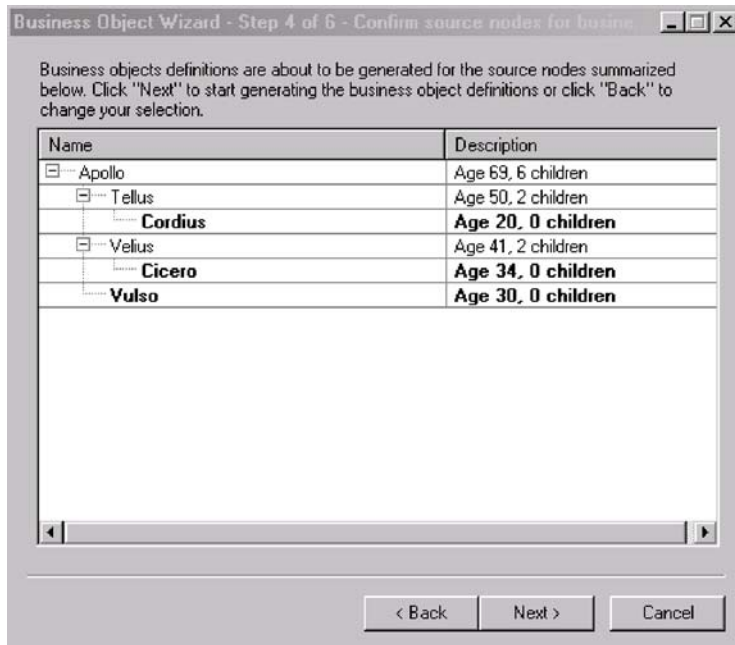 Business Object Wizard - Step 4 of 6 - Confirm source nodes for busine
Business objects definitions are about to be generated for the source nodes summarized
below. Click "Next" to start generating the business object definitions or click "Back" to
change your selection.
Name Description
Apollo Age 69, 6 children
Tellus Age 50, 2 children
Cordius Age 20, 0 children
Velius Age 41, 2 children
Cicero Age 34, 0 children
Vulso Age 30, 0 children
< Back Next > Cancel